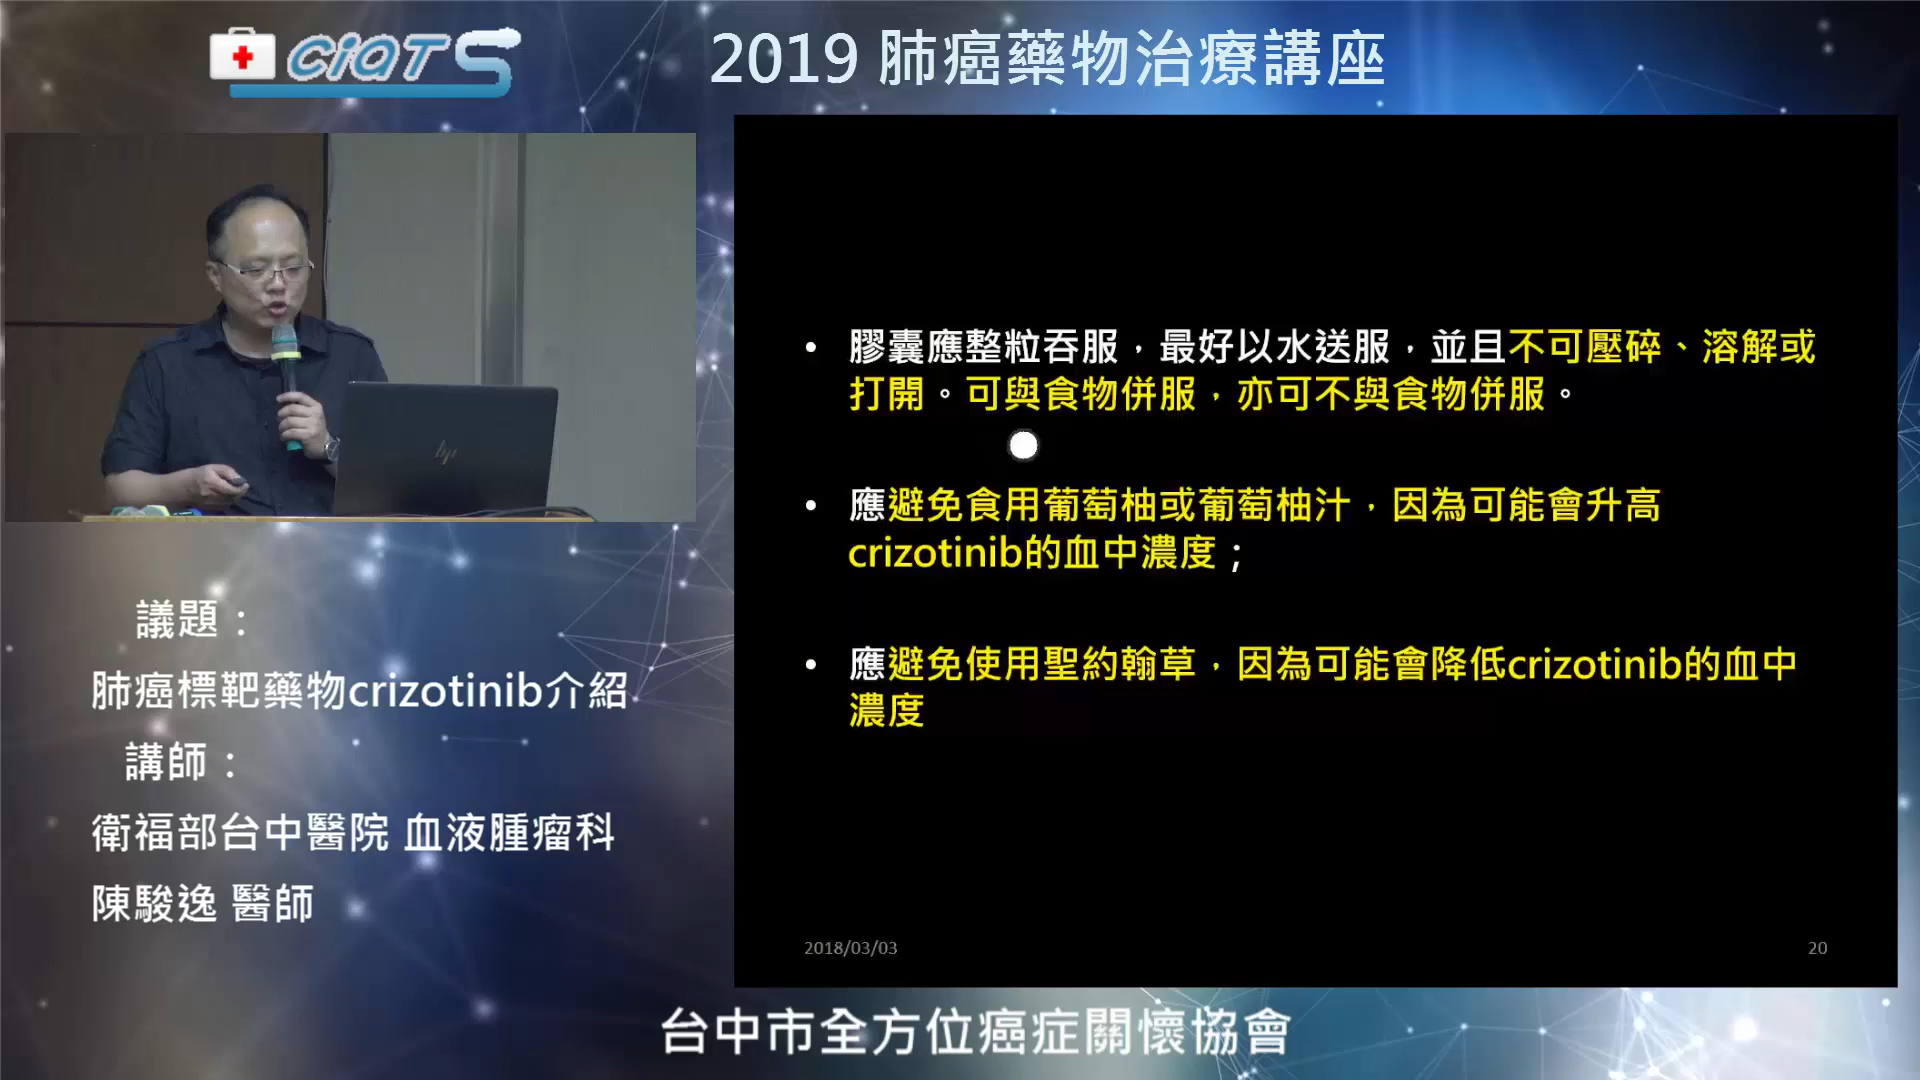 CiQTS
2019 肺癌藥物治療講座
hp
• 膠囊應整粒吞服，最好以水送服，並且不可壓碎、溶解或
打開。可與食物併服，亦可不與食物併服。
• 應避免食用葡萄柚或葡萄柚汁，因為可能會升高
crizotinib的血中濃度；
• 應避免使用聖約翰草，因為可能會降低crizotinib的血中
濃度
2018/03/03
20
議題：
肺癌標靶藥物crizotinib介紹
講師：
衛福部台中醫院 血液腫瘤科
陳駿逸 醫師
台中市全方位癌症關懷協會